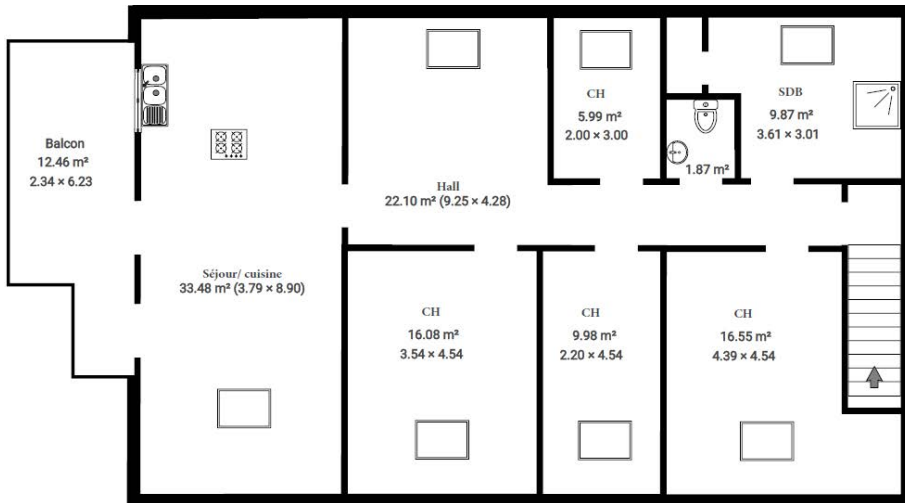 Balcon
12.46 m²
2.34 × 6.23
Séjour/ cuisine
33.48 m² (3.79 × 8.90)
Hall
22.10 m² (9.25 × 4.28)
CH
5.99 m²
2.00 × 3.00
1.87 m²
SDB
9.87 m²
3.61 × 3.01
CH
16.08 m²
3.54 × 4.54
CH
9.98 m²
2.20 × 4.54
CH
16.55 m²
4.39 × 4.54